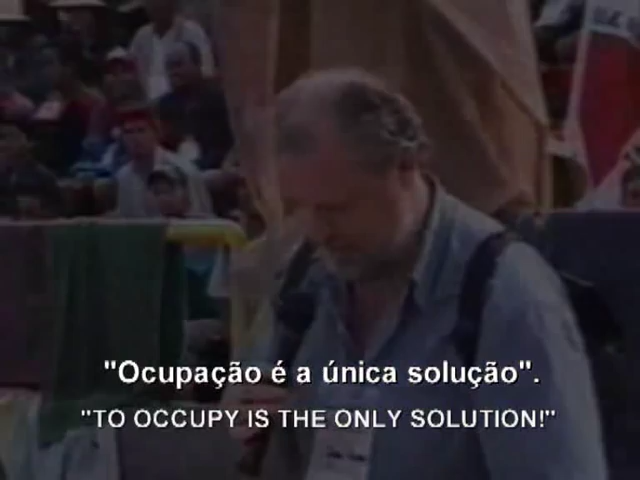 "Ocupação é a única solução".
"TO OCCUPY IS THE ONLY SOLUTION!"